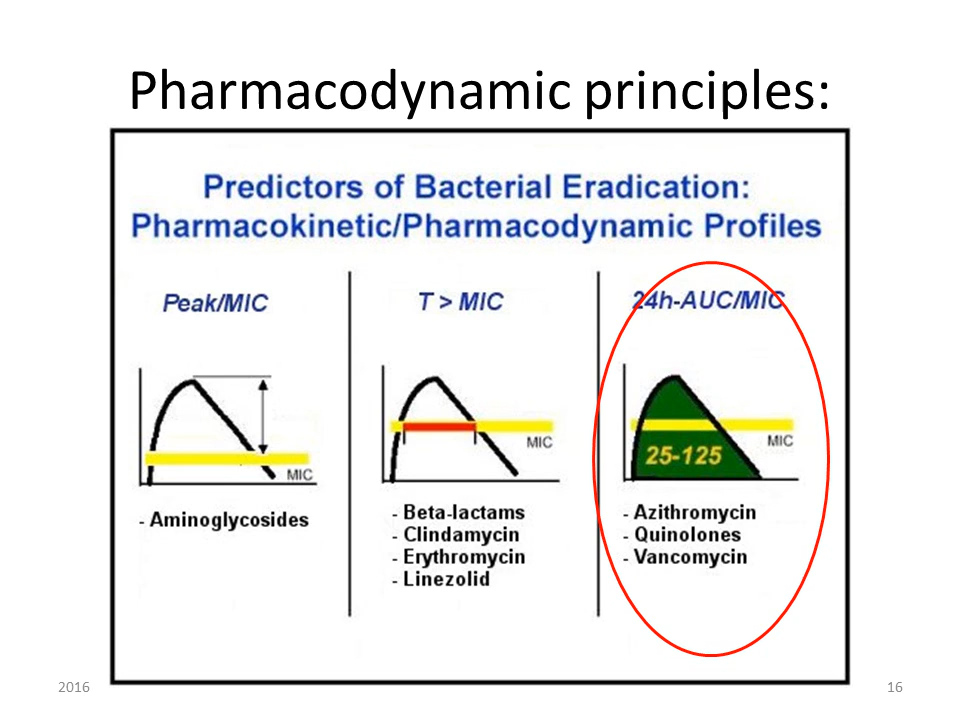 Pharmacodynamic principles:
Predictors of Bacterial Eradication:
Pharmacokinetic/Pharmacodynamic Profiles
Peak/MIC
MIC
- Aminoglycosides
T > MIC
MIC
- Beta-lactams
- Clindamycin
- Erythromycin
- Linezolid
24h-AUC/MIC
MIC
25-125
- Azithromycin
- Quinolones
- Vancomycin
2016
16